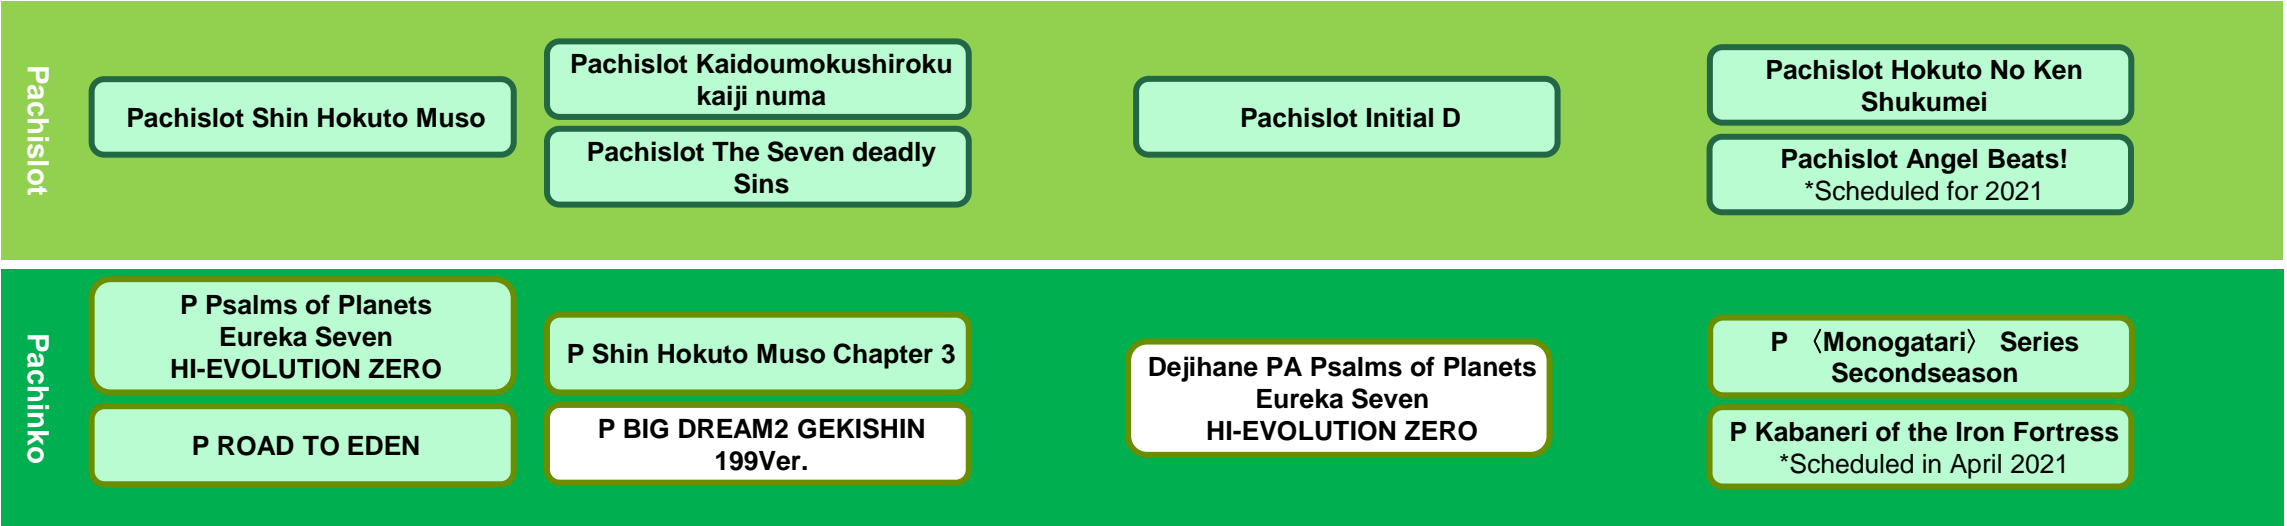 Pachislot
Pachislot Shin Hokuto Muso
Pachislot Kaidoumokushiroku
kaiji numa
Pachislot The Seven deadly
Sins
Pachislot Initial D
Pachislot Hokuto No Ken
Shukumei
Pachislot Angel Beats!
*Scheduled for 2021
Pachinko
P Psalms of Planets
Eureka Seven
HI-EVOLUTION ZERO
P ROAD TO EDEN
P Shin Hokuto Muso Chapter 3
P BIG DREAM2 GEKISHIN
199Ver.
Dejihane PA Psalms of Planets
Eureka Seven
HI-EVOLUTION ZERO
P 〈Monogatari〉 Series
Secondseason
P Kabaneri of the Iron Fortress
*Scheduled in April 2021